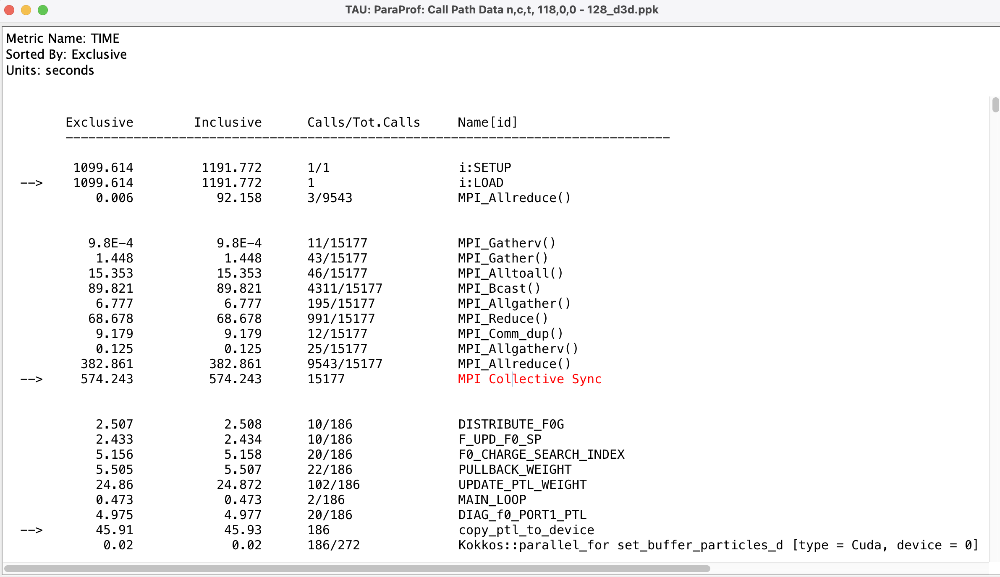 TAU: ParaProf: Call Path Data n,c,t, 118,0,0 - 128_d3d.ppk
Metric Name: TIME
Sorted By: Exclusive
Units: seconds
Exclusive Inclusive Calls/Tot.Calls Name[id]
--------------------------------------------------------------------------------
1099.614 1191.772 1/1 i:SETUP
--> 1099.614 1191.772 1 i:LOAD
0.006 92.158 3/9543 MPI_Allreduce()
9.8E-4 9.8E-4 11/15177 MPI_Gatherv()
1.448 1.448 43/15177 MPI_Gather()
15.353 15.353 46/15177 MPI_Alltoall()
89.821 89.821 4311/15177 MPI_Bcast()
6.777 6.777 195/15177 MPI_Allgather()
68.678 68.678 991/15177 MPI_Reduce()
9.179 9.179 12/15177 MPI_Comm_dup()
0.125 0.125 25/15177 MPI_Allgatherv()
382.861 382.861 9543/15177 MPI_Allreduce()
--> 574.243 574.243 15177 MPI Collective Sync
2.507 2.508 10/186 DISTRIBUTE_F0G
2.433 2.434 10/186 F_UPD_F0_SP
5.156 5.158 20/186 F0_CHARGE_SEARCH_INDEX
5.505 5.507 22/186 PULLBACK_WEIGHT
24.86 24.872 102/186 UPDATE_PTL_WEIGHT
0.473 0.473 2/186 MAIN_LOOP
4.975 4.977 20/186 DIAG_f0_PORT1_PTL
--> 45.91 45.93 186 copy_ptl_to_device
0.02 0.02 186/272 Kokkos::parallel_for set_buffer_particles_d [type = Cuda, device = 0]